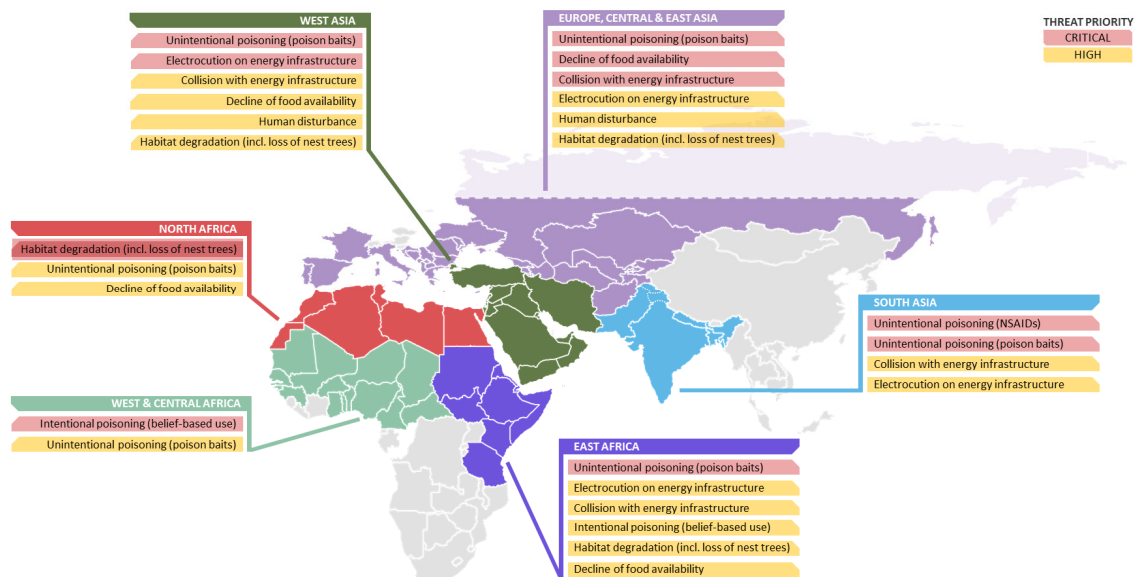 WEST ASIA
Unintentional poisoning (poison baits)
Electrocution on energy infrastructure
Collision with energy infrastructure
Decline of food availability
Human disturbance
Habitat degradation (incl. loss of nest trees)
EUROPE, CENTRAL & EAST ASIA
Unintentional poisoning (poison baits)
Decline of food availability
Collision with energy infrastructure
Electrocution on energy infrastructure
Human disturbance
Habitat degradation (incl. loss of nest trees)
THREAT PRIORITY
CRITICAL
HIGH
NORTH AFRICA
Habitat degradation (incl. loss of nest trees)
Unintentional poisoning (poison baits)
Decline of food availability
SOUTH ASIA
Unintentional poisoning (NSAIDs)
Unintentional poisoning (poison baits)
Collision with energy infrastructure
Electrocution on energy infrastructure
WEST & CENTRAL AFRICA
Intentional poisoning (belief-based use)
Unintentional poisoning (poison baits)
EAST AFRICA
Unintentional poisoning (poison baits)
Electrocution on energy infrastructure
Collision with energy infrastructure
Intentional poisoning (belief-based use)
Habitat degradation (incl. loss of nest trees)
Decline of food availability